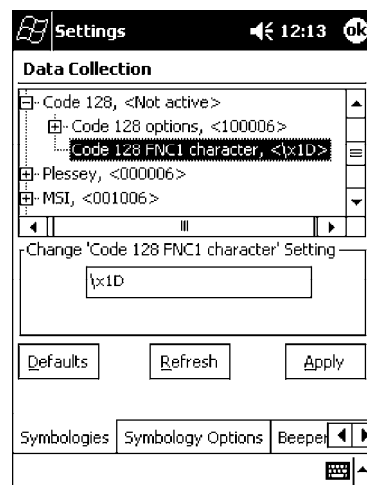 Settings 12:13 ok
Data Collection
Code 128, <Not active>
Code 128 options, <100006>
Code 128 FNC1 character, <\x1D>
Plessey, <000006>
MSI, <001006>
Change 'Code 128 FNC1 character' Setting
\x1D
Defaults Refresh Apply
Symbologies Symbology Options Beeper